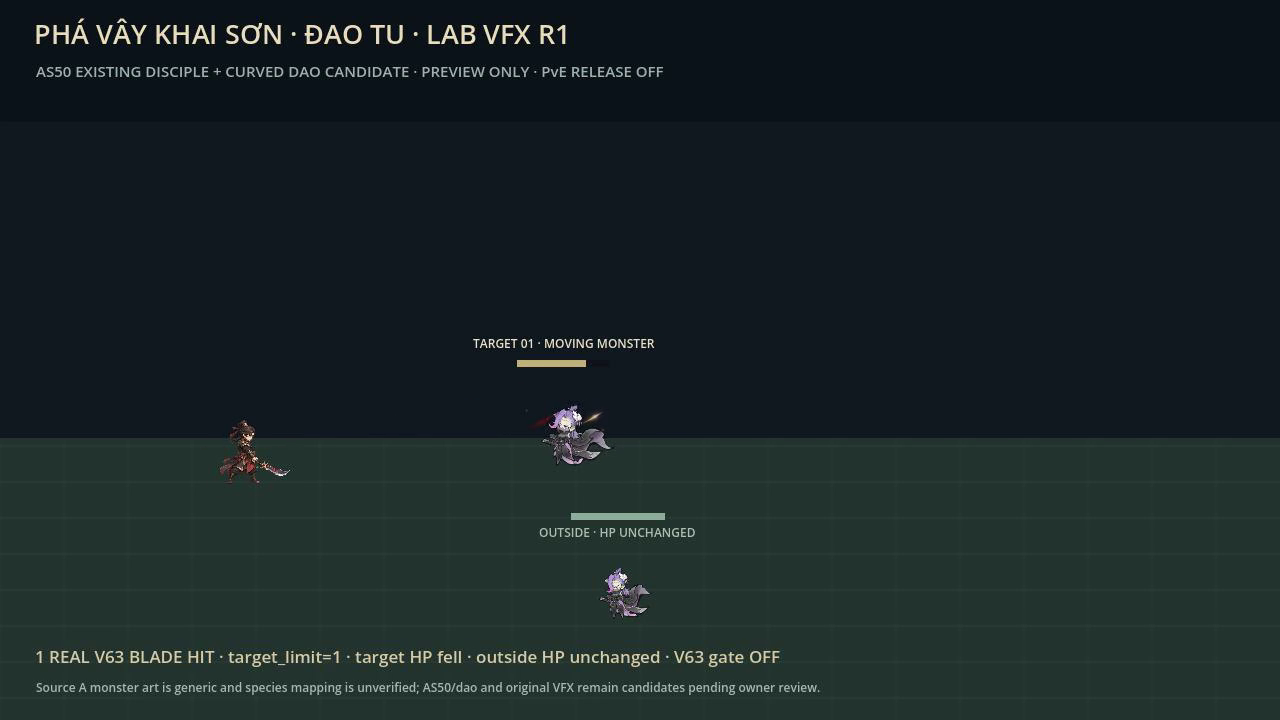 PHÁ VÂY KHAI SƠN · ĐAO TU · LAB VFX R1
AS50 EXISTING DISCIPLE + CURVED DAO CANDIDATE · PREVIEW ONLY · PvE RELEASE OFF
TARGET 01 · MOVING MONSTER
OUTSIDE · HP UNCHANGED
1 REAL V63 BLADE HIT · target_limit=1 · target HP fell · outside HP unchanged · V63 gate OFF
Source A monster art is generic and species mapping is unverified; AS50/dao and original VFX remain candidates pending owner review.